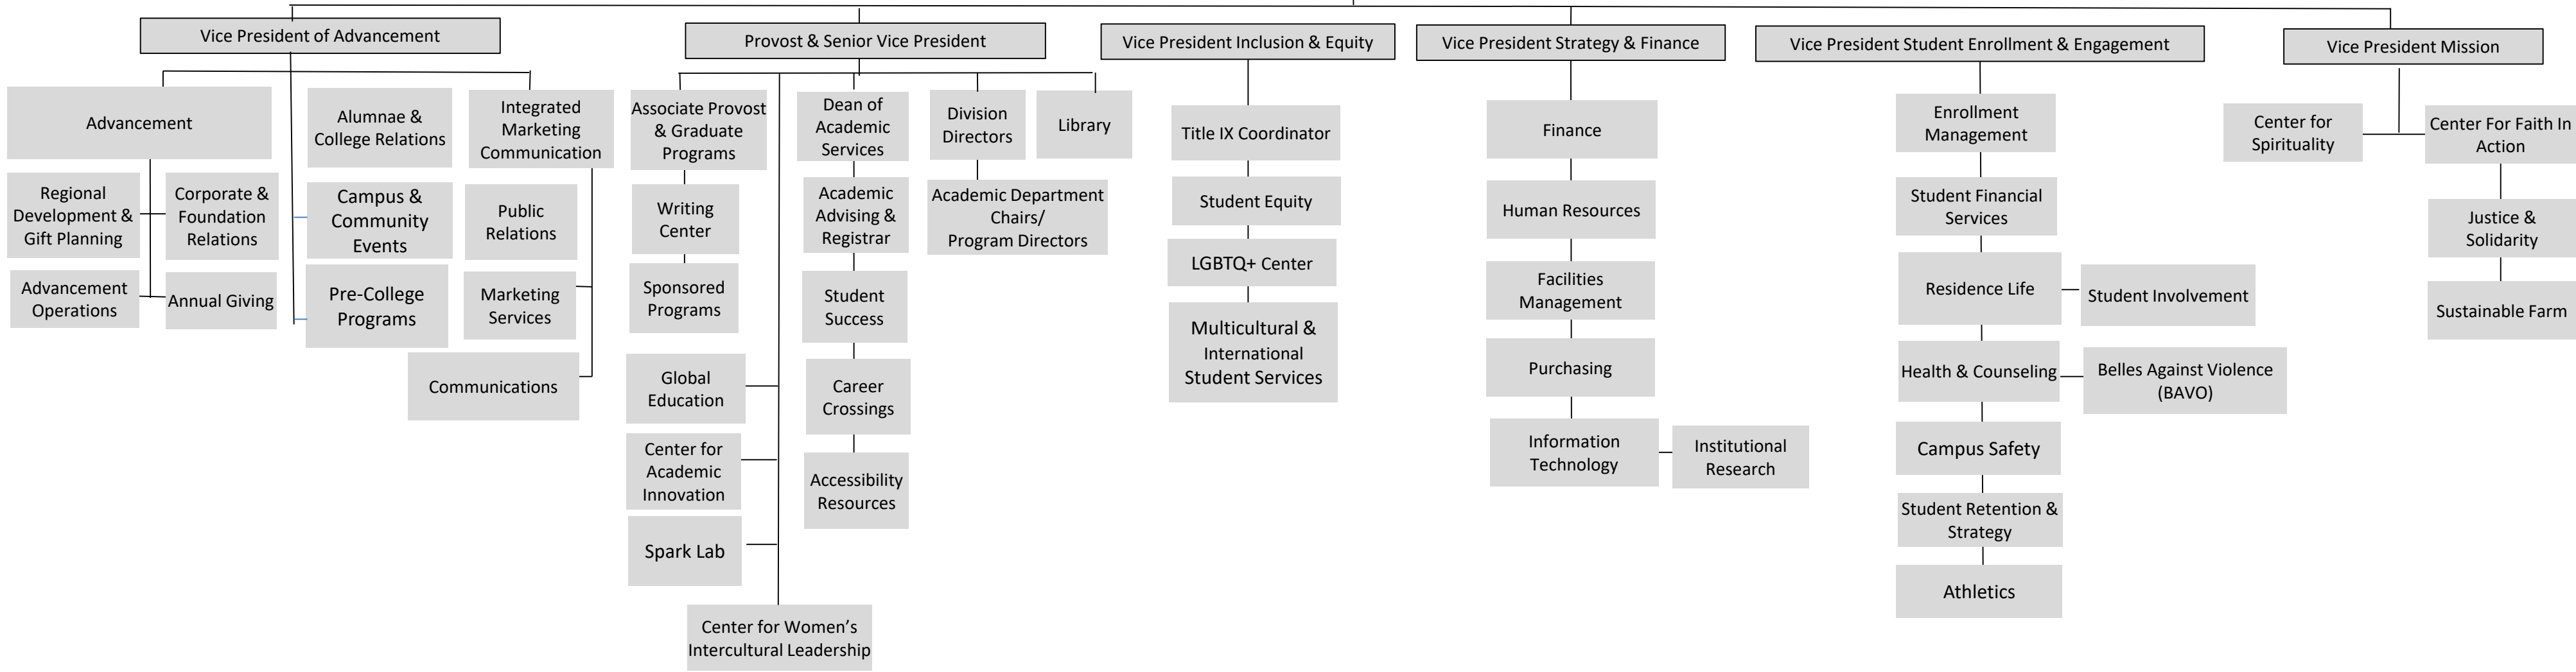 Vice President of Advancement
Provost & Senior Vice President
Vice President Inclusion & Equity
Vice President Strategy & Finance
Vice President Student Enrollment & Engagement
Vice President Mission
Advancement
Regional
Development &
Gift Planning
Corporate &
Foundation
Relations
Advancement
Operations
Annual Giving
Alumnae &
College Relations
Campus &
Community
Events
Pre-College
Programs
Integrated
Marketing
Communication
Public
Relations
Marketing
Services
Communications
Associate Provost
& Graduate
Programs
Writing
Center
Sponsored
Programs
Global
Education
Center for
Academic
Innovation
Spark Lab
Center for Women’s
Intercultural Leadership
Dean of
Academic
Services
Academic
Advising &
Registrar
Student
Success
Career
Crossings
Accessibility
Resources
Division
Directors
Academic Department
Chairs/
Program Directors
Library
Title IX Coordinator
Student Equity
LGBTQ+ Center
Multicultural &
International
Student Services
Finance
Human Resources
Facilities
Management
Purchasing
Information
Technology
Institutional
Research
Enrollment
Management
Student Financial
Services
Residence Life
Student Involvement
Health & Counseling
Belles Against Violence
(BAVO)
Campus Safety
Student Retention &
Strategy
Athletics
Center for
Spirituality
Center For Faith In
Action
Justice &
Solidarity
Sustainable Farm